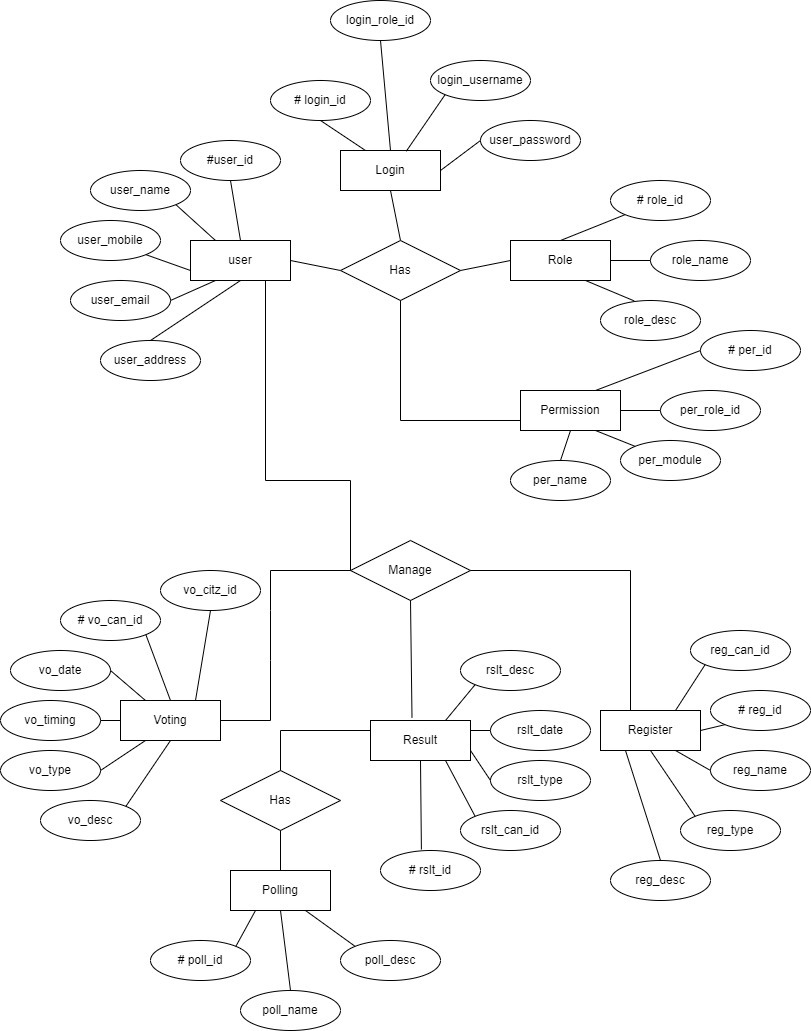 login_role_id
login_username
# login_id
user_password
#user_id
Login
user_name
# role_id
user_mobile
user
Role
role_name
Has
user_email
role_desc
# per_id
user_address
Permission
per_role_id
per_module
per_name
Manage
vo_citz_id
# vo_can_id
reg_can_id
vo_date
rslt_desc
# reg_id
vo_timing
Voting
rslt_date
Register
Result
vo_type
reg_name
rslt_type
Has
vo_desc
rslt_can_id
reg_type
# rslt_id
reg_desc
Polling
# poll_id
poll_desc
poll_name